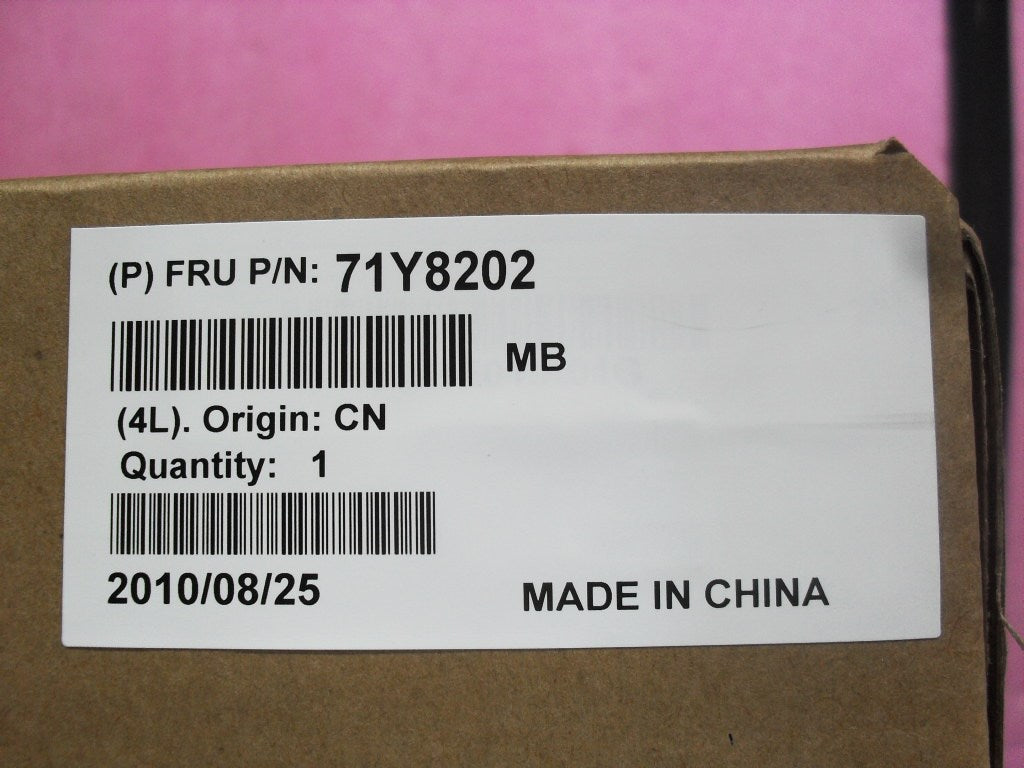 (P) FRU P/N: 71Y8202
MB
(4L). Origin: CN
Quantity: 1
2010/08/25
MADE IN CHINA